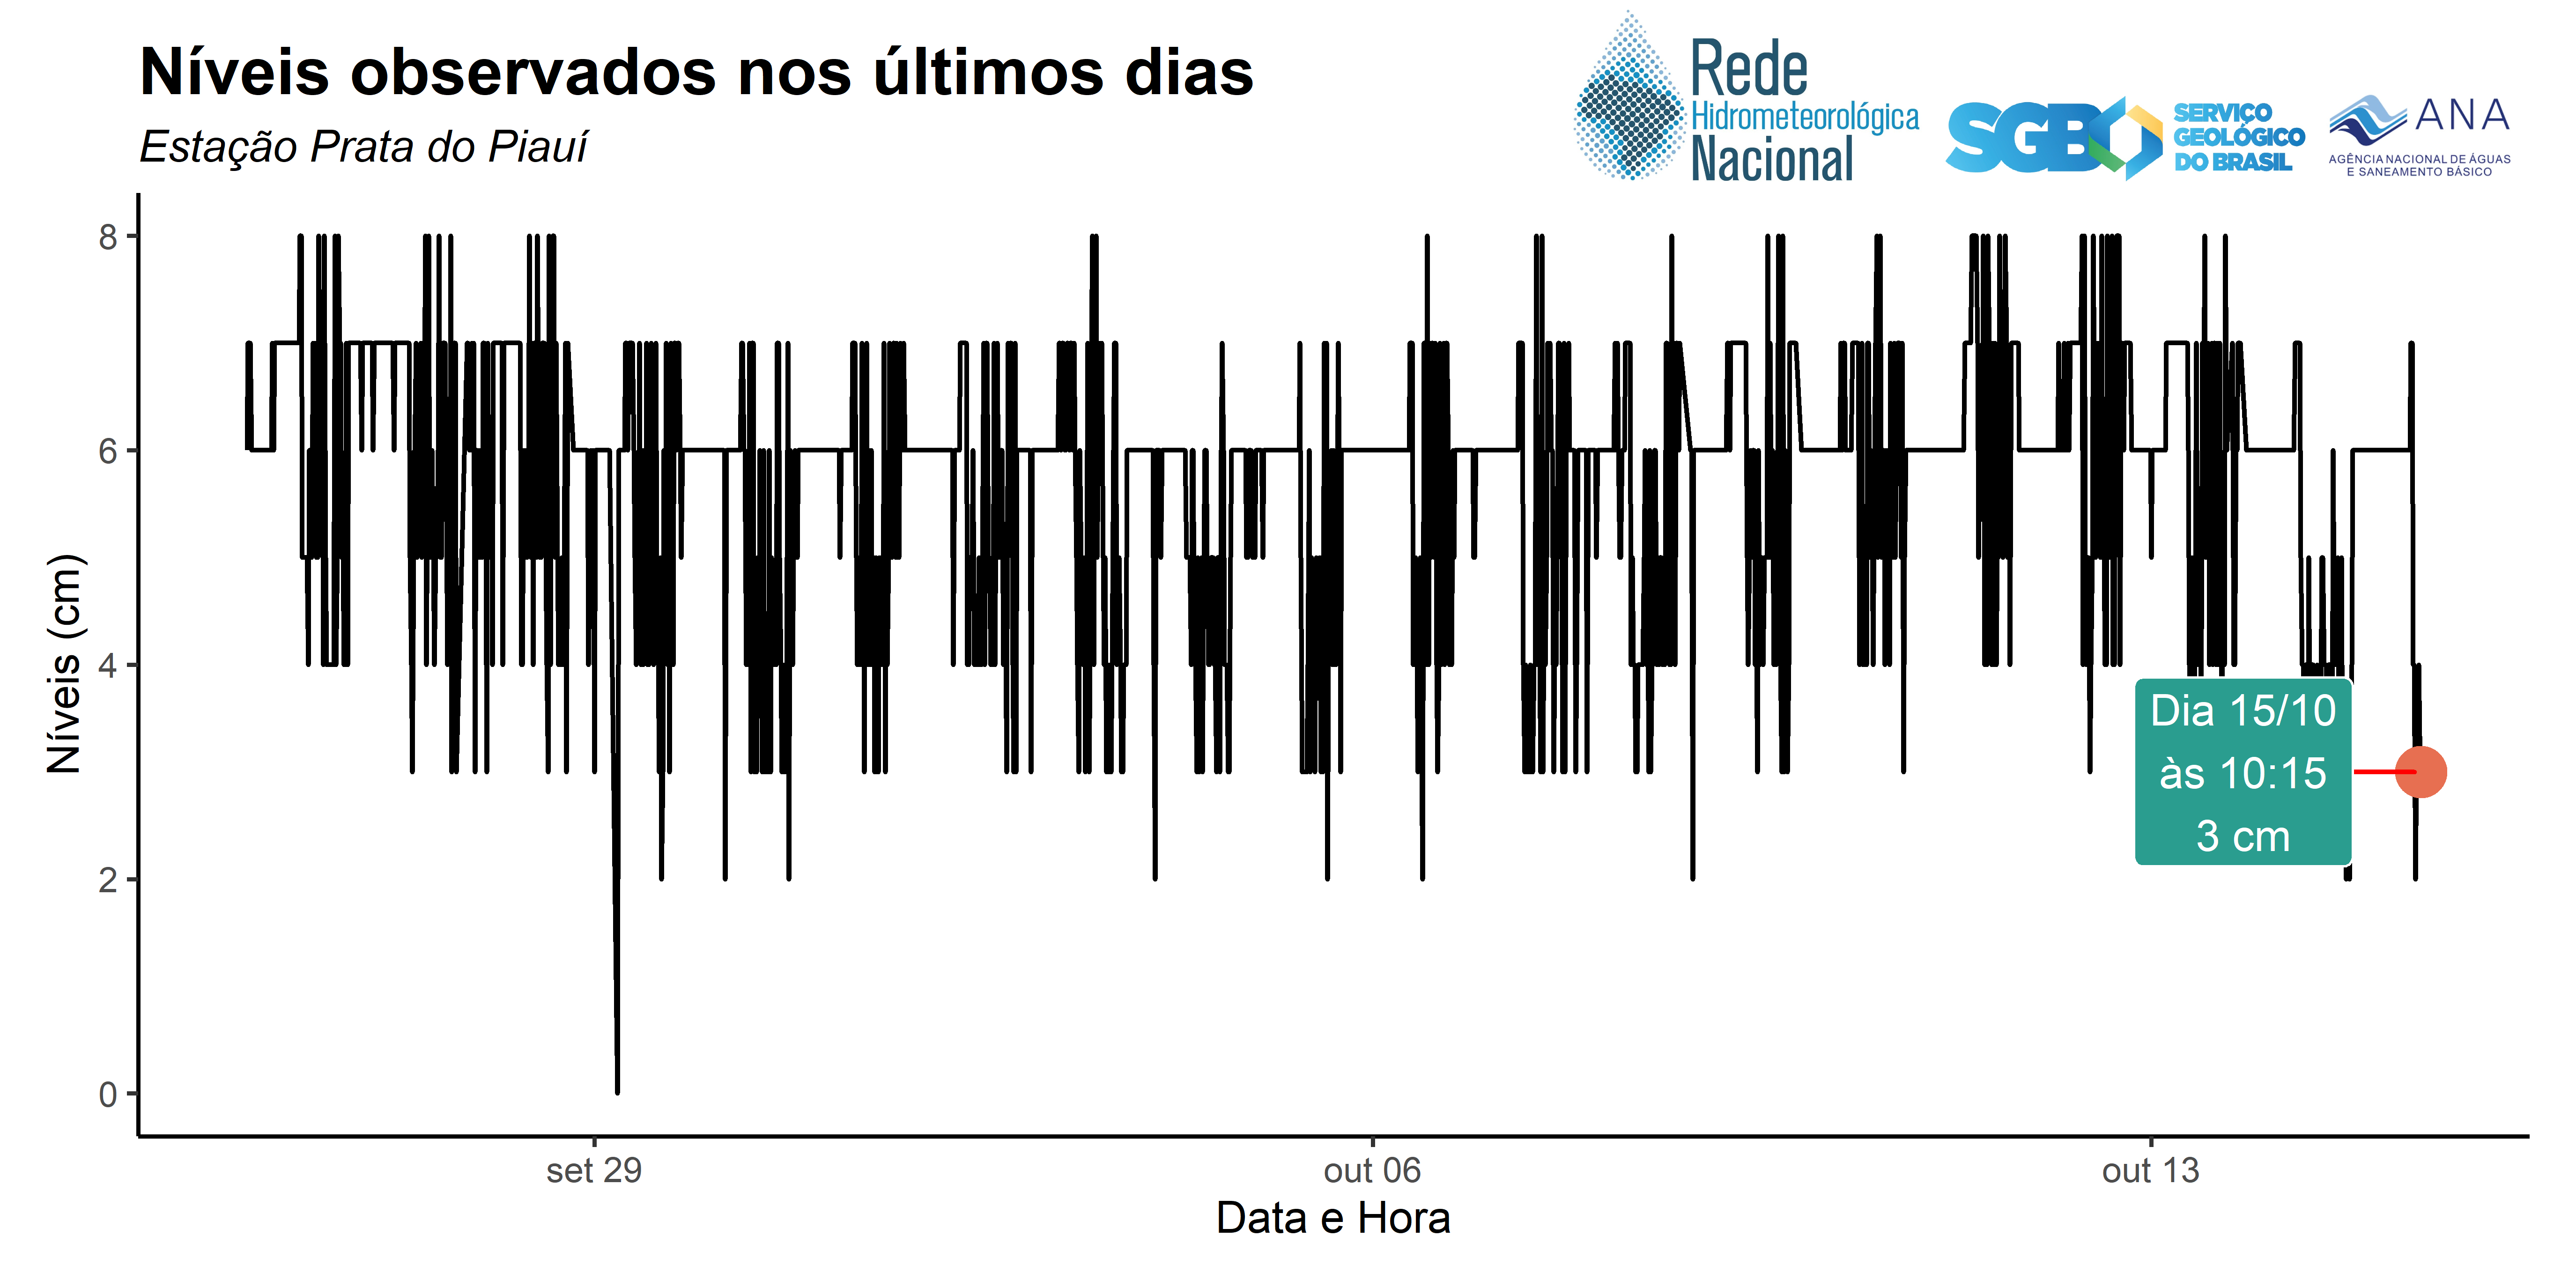 Níveis observados nos últimos dias
Estação Prata do Piauí
Rede
Hidrometeorológica
Nacional
SGB
SERVIÇO
GEOLÓGICO
DO BRASIL
ANA
AGÊNCIA NACIONAL DE ÁGUAS
E SANEAMENTO BÁSICO
Níveis (cm)
8
6
4
2
0
Dia 15/10
às 10:15
3 cm
set 29
out 06
out 13
Data e Hora